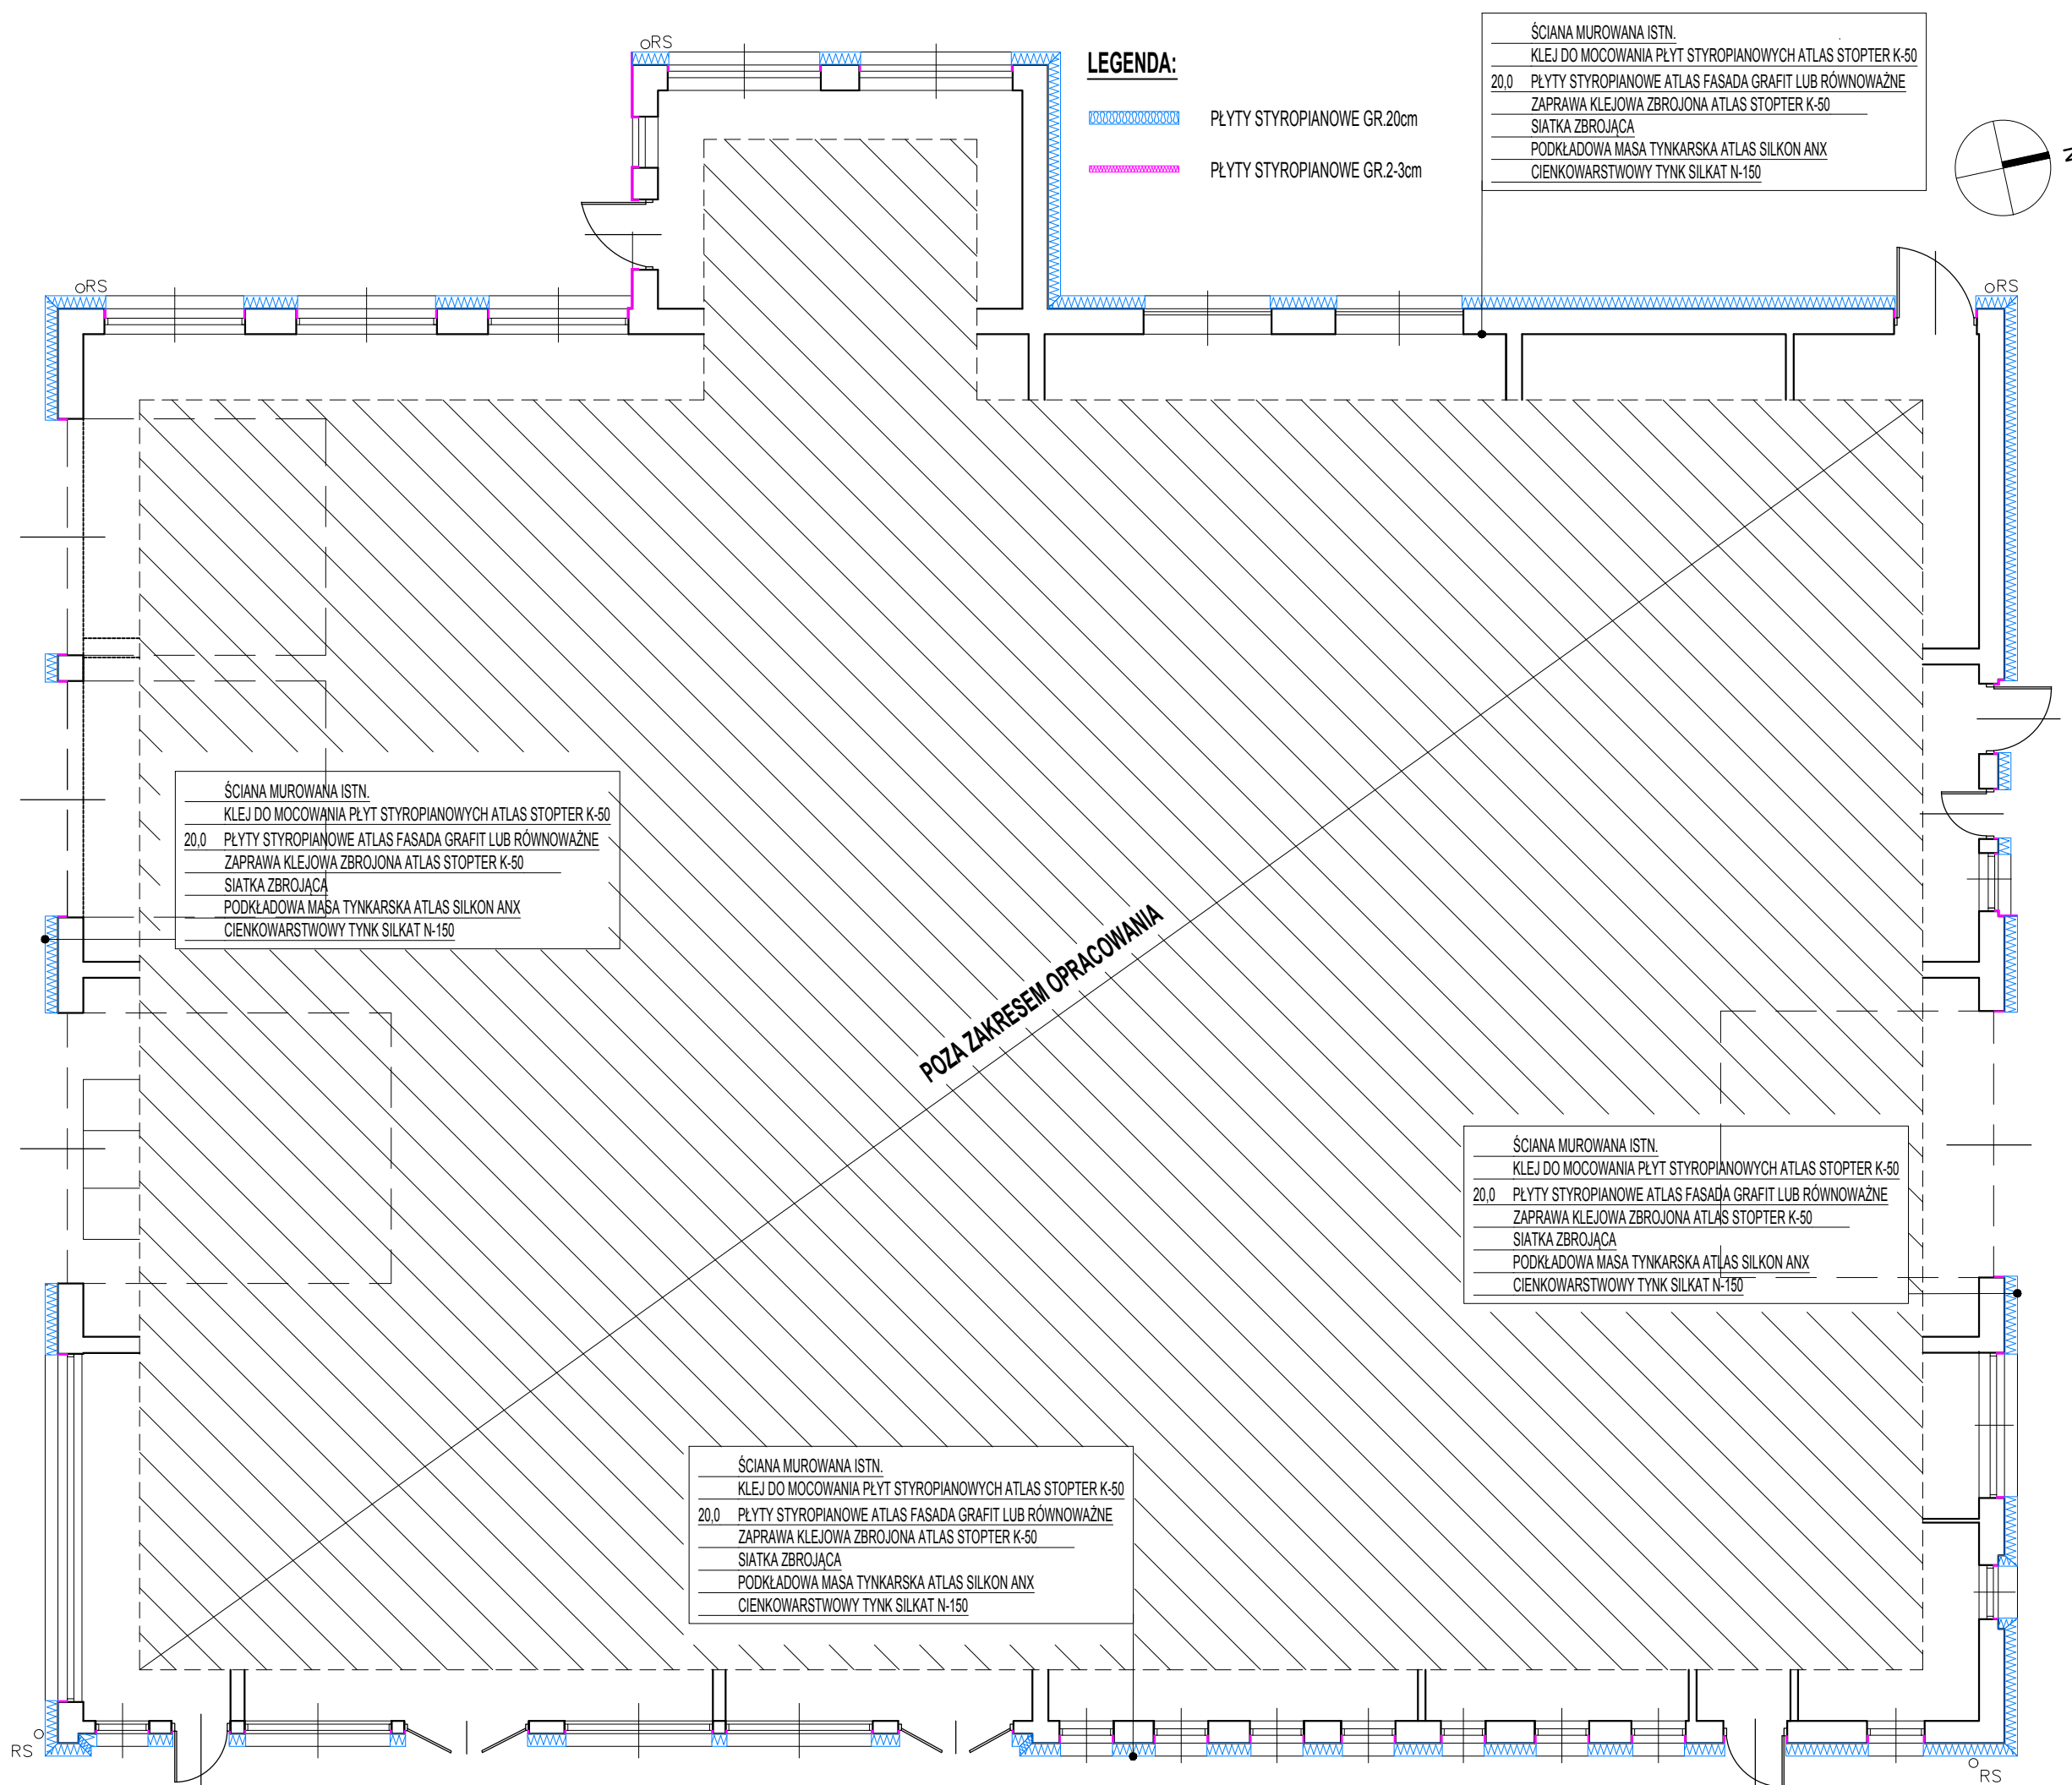 RS
LEGENDA:
PŁYTY STYROPIANOWE GR.20cm
PŁYTY STYROPIANOWE GR.2-3cm
ŚCIANA MUROWANA ISTN.
KLEJ DO MOCOWANIA PŁYT STYROPIANOWYCH ATLAS STOPTER K-50
20,0 PŁYTY STYROPIANOWE ATLAS FASADA GRAFIT LUB RÓWNOWAŻNE
ZAPRAWA KLEJOWA ZBROJONA ATLAS STOPTER K-50
SIATKA ZBROJĄCA
PODKŁADOWA MASA TYNKARSKA ATLAS SILKON ANX
CIENKOWARSTWOWY TYNK SILKAT N-150
N
RS
RS
ŚCIANA MUROWANA ISTN.
KLEJ DO MOCOWANIA PŁYT STYROPIANOWYCH ATLAS STOPTER K-50
20,0 PŁYTY STYROPIANOWE ATLAS FASADA GRAFIT LUB RÓWNOWAŻNE
ZAPRAWA KLEJOWA ZBROJONA ATLAS STOPTER K-50
SIATKA ZBROJĄCA
PODKŁADOWA MASA TYNKARSKA ATLAS SILKON ANX
CIENKOWARSTWOWY TYNK SILKAT N-150
POZA ZAKRESEM OPRACOWANIA
ŚCIANA MUROWANA ISTN.
KLEJ DO MOCOWANIA PŁYT STYROPIANOWYCH ATLAS STOPTER K-50
20,0 PŁYTY STYROPIANOWE ATLAS FASADA GRAFIT LUB RÓWNOWAŻNE
ZAPRAWA KLEJOWA ZBROJONA ATLAS STOPTER K-50
SIATKA ZBROJĄCA
PODKŁADOWA MASA TYNKARSKA ATLAS SILKON ANX
CIENKOWARSTWOWY TYNK SILKAT N-150
ŚCIANA MUROWANA ISTN.
KLEJ DO MOCOWANIA PŁYT STYROPIANOWYCH ATLAS STOPTER K-50
20,0 PŁYTY STYROPIANOWE ATLAS FASADA GRAFIT LUB RÓWNOWAŻNE
ZAPRAWA KLEJOWA ZBROJONA ATLAS STOPTER K-50
SIATKA ZBROJĄCA
PODKŁADOWA MASA TYNKARSKA ATLAS SILKON ANX
CIENKOWARSTWOWY TYNK SILKAT N-150
RS
RS